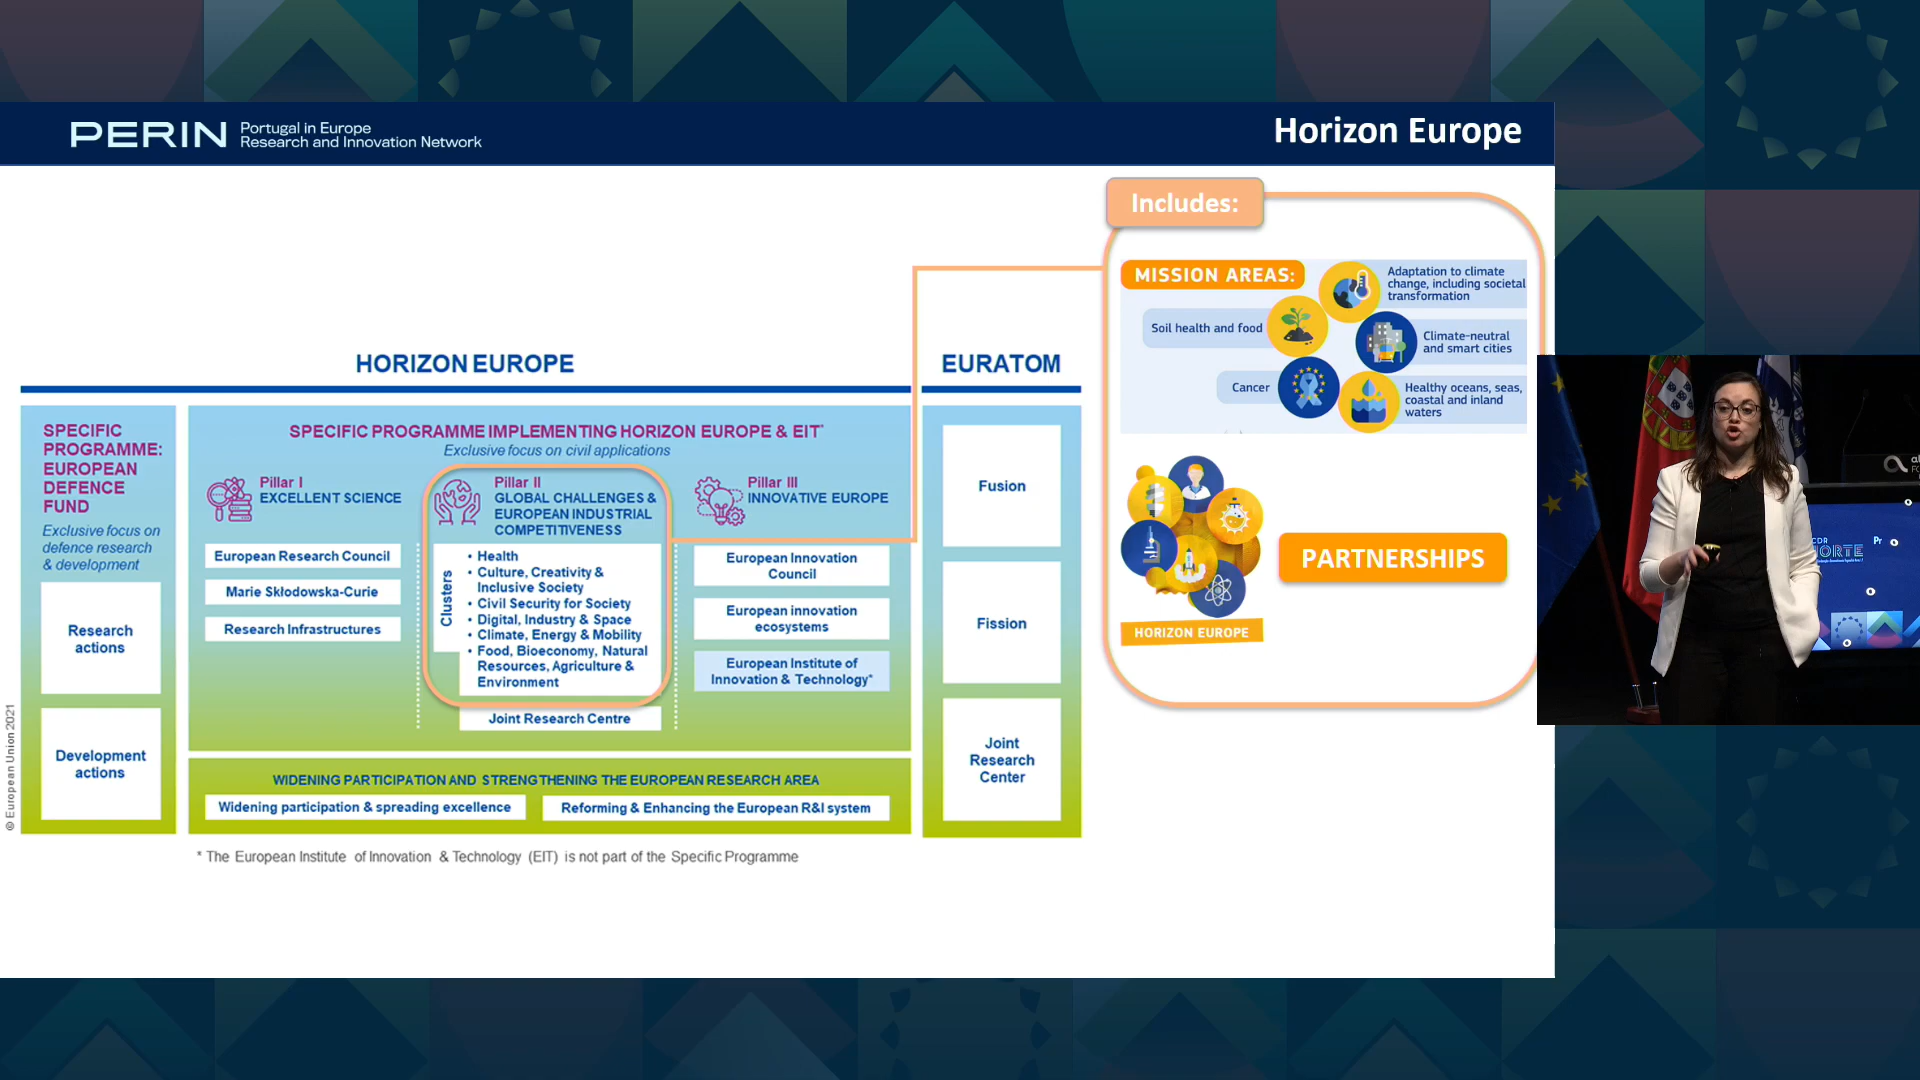 PERIN
Portugal in Europe
Research and Innovation Network
Horizon Europe
Includes:
MISSION AREAS:
Adaptation to climate
change, including societal
transformation
Soil health and food
Climate-neutral
and smart cities
Cancer
Healthy oceans, seas,
coastal and inland
waters
HORIZON EUROPE
PARTNERSHIPS
HORIZON EUROPE
EURATOM
SPECIFIC
PROGRAMME:
EUROPEAN
DEFENCE
FUND
Exclusive focus on
defence research
& development
Research
actions
Development
actions
SPECIFIC PROGRAMME IMPLEMENTING HORIZON EUROPE & EIT*
Exclusive focus on civil applications
Pillar I
EXCELLENT SCIENCE
European Research Council
Marie Skłodowska-Curie
Research Infrastructures
Pillar II
GLOBAL CHALLENGES &
EUROPEAN INDUSTRIAL
COMPETITIVENESS
Clusters
• Health
• Culture, Creativity &
Inclusive Society
• Civil Security for Society
• Digital, Industry & Space
• Climate, Energy & Mobility
• Food, Bioeconomy, Natural
Resources, Agriculture &
Environment
Joint Research Centre
Pillar III
INNOVATIVE EUROPE
European Innovation
Council
European innovation
ecosystems
European Institute of
Innovation & Technology*
WIDENING PARTICIPATION AND STRENGTHENING THE EUROPEAN RESEARCH AREA
Widening participation & spreading excellence
Reforming & Enhancing the European R&I system
Fusion
Fission
Joint
Research
Center
© European Union 2021
* The European Institute of Innovation & Technology (EIT) is not part of the Specific Programme